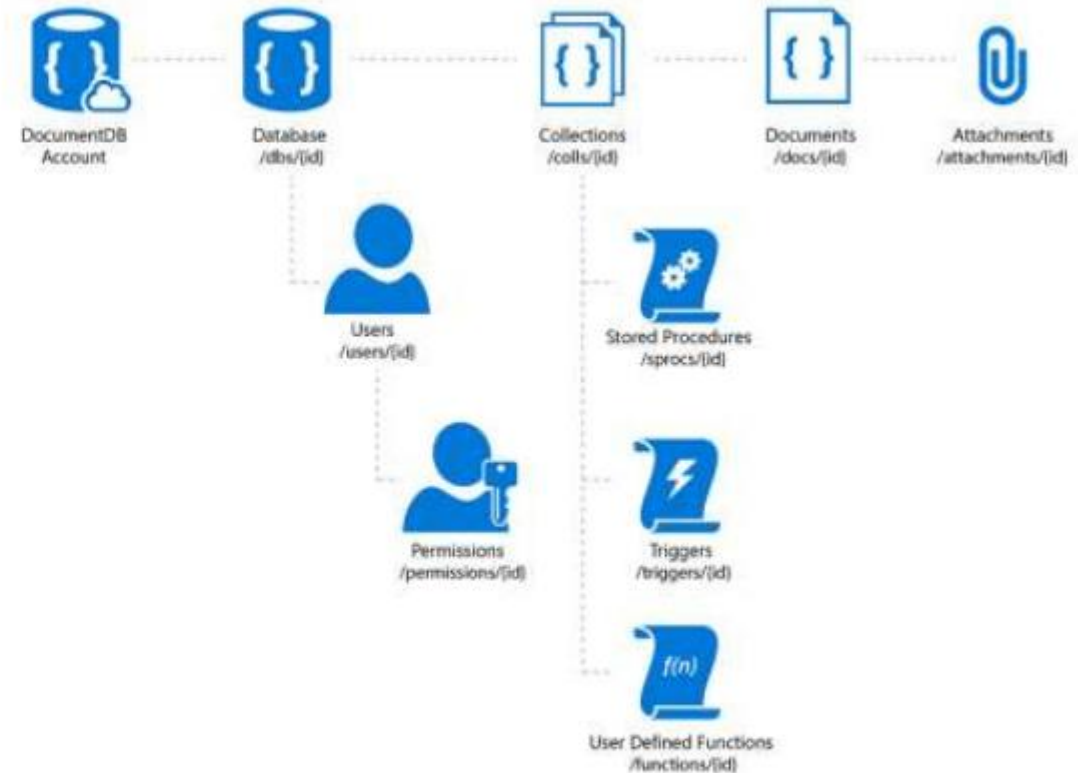 { }
DocumentDB
Account
{ }
Database
/dbs/{id}
{ }
Collections
/colls/{id}
{ }
Documents
/docs/{id}
Attachments
/attachments/{id}
Users
/users/{id}
Stored Procedures
/sprocs/{id}
Permissions
/permissions/{id}
Triggers
/triggers/{id}
f(n)
User Defined Functions
/functions/{id}